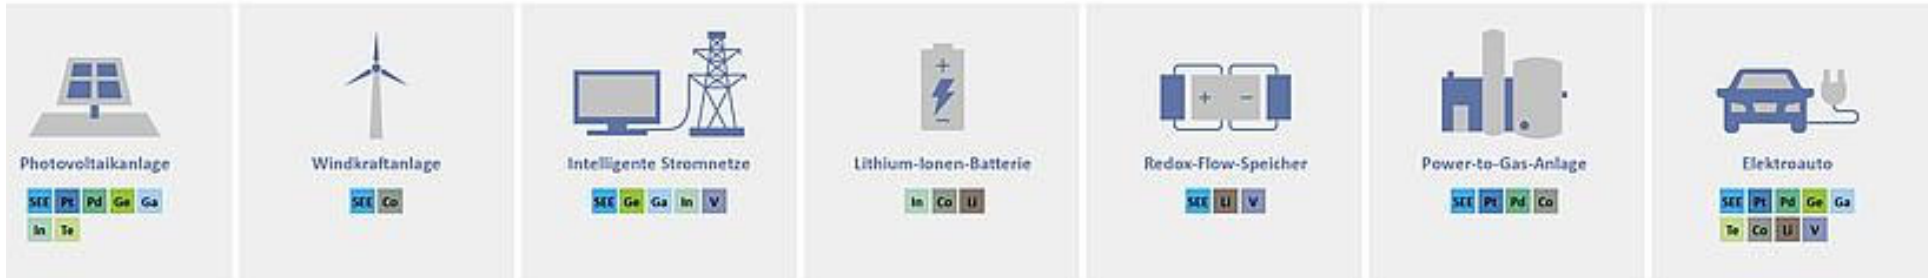 Photovoltaikanlage
SEE Pt Pd Ge Ga
In Te
Windkraftanlage
SEE Co
Intelligente Stromnetze
SEE Ge Ga In V
Lithium-Ionen-Batterie
In Co Li
Redox-Flow-Speicher
SEE Li V
Power-to-Gas-Anlage
SEE Pt Pd Co
Elektroauto
SEE Pt Pd Ge Ga
Te Co Li V